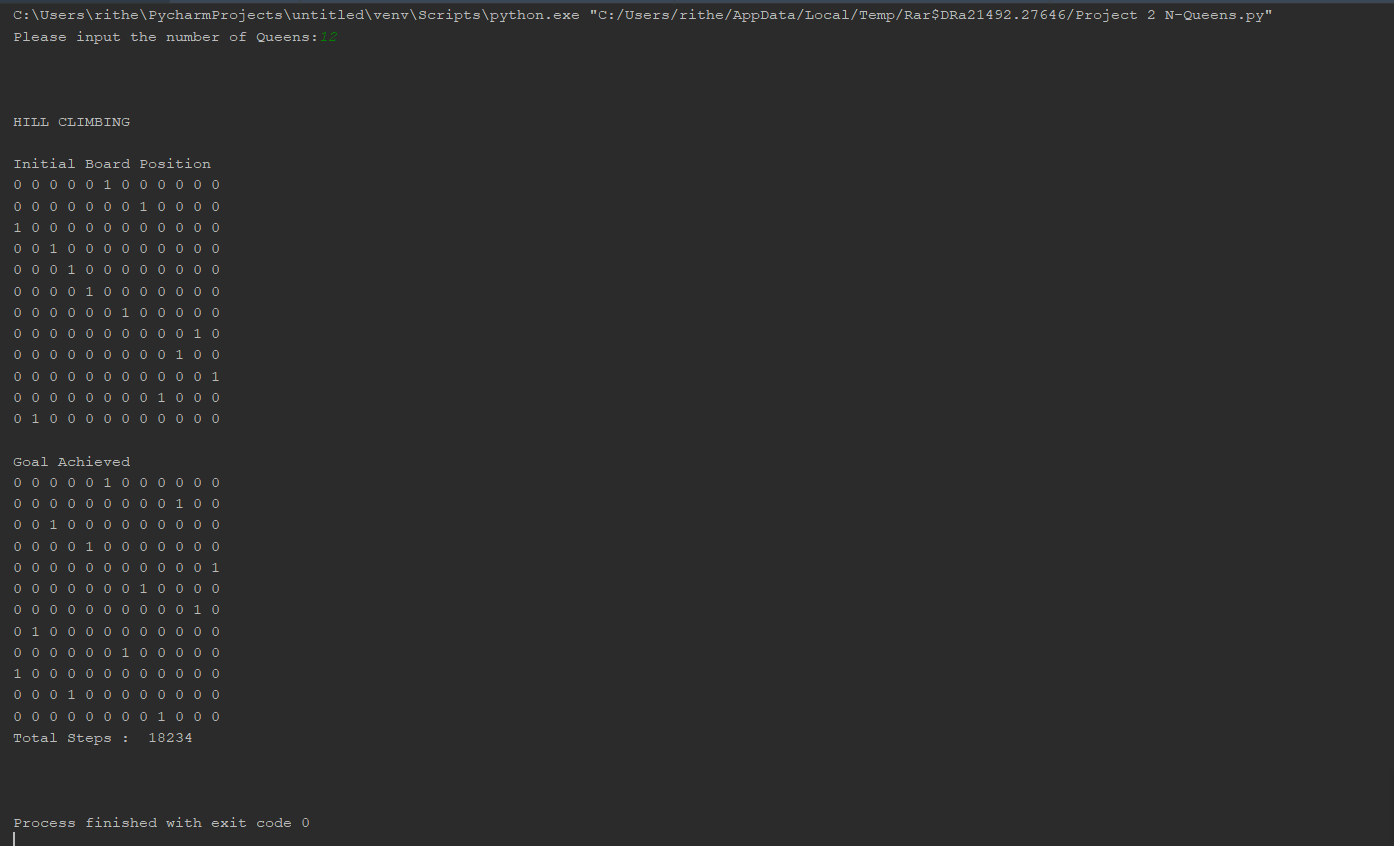 C:\Users\rithe\PycharmProjects\untitled\venv\Scripts\python.exe "C:/Users/rithe/AppData/Local/Temp/Rar$DRa21492.27646/Project 2 N-Queens.py"
Please input the number of Queens:12
HILL CLIMBING
Initial Board Position
0 0 0 0 0 1 0 0 0 0 0 0
0 0 0 0 0 0 0 1 0 0 0 0
1 0 0 0 0 0 0 0 0 0 0 0
0 0 1 0 0 0 0 0 0 0 0 0
0 0 0 1 0 0 0 0 0 0 0 0
0 0 0 0 1 0 0 0 0 0 0 0
0 0 0 0 0 0 1 0 0 0 0 0
0 0 0 0 0 0 0 0 0 0 1 0
0 0 0 0 0 0 0 0 0 1 0 0
0 0 0 0 0 0 0 0 0 0 0 1
0 0 0 0 0 0 0 0 1 0 0 0
0 1 0 0 0 0 0 0 0 0 0 0
Goal Achieved
0 0 0 0 0 1 0 0 0 0 0 0
0 0 0 0 0 0 0 0 0 1 0 0
0 0 1 0 0 0 0 0 0 0 0 0
0 0 0 0 1 0 0 0 0 0 0 0
0 0 0 0 0 0 0 0 0 0 0 1
0 0 0 0 0 0 0 1 0 0 0 0
0 0 0 0 0 0 0 0 0 0 1 0
0 1 0 0 0 0 0 0 0 0 0 0
0 0 0 0 0 0 1 0 0 0 0 0
1 0 0 0 0 0 0 0 0 0 0 0
0 0 0 1 0 0 0 0 0 0 0 0
0 0 0 0 0 0 0 0 1 0 0 0
Total Steps :  18234
Process finished with exit code 0